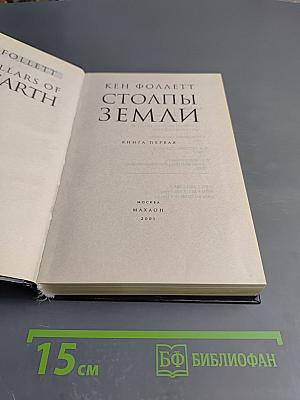 FOLLETT
LLARS OF
ARTH
КЕН ФОЛЛЕТТ
СТОЛПЫ
ЗЕМЛИ
КНИГА ПЕРВАЯ
МОСКВА
МАХАОН
2001
15 см
БФ БИБЛИОФАН